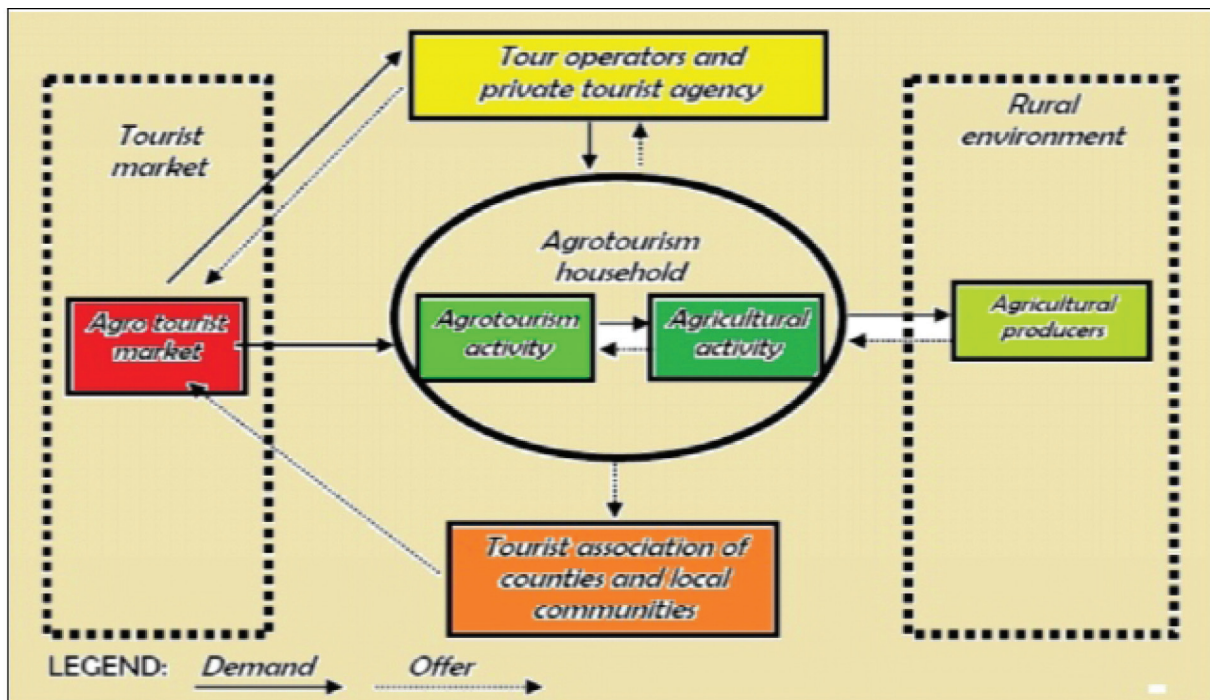 Tour operators and
private tourist agency
Tourist
market
Rural
environment
Agrotourism
household
Agro tourist
market
Agrotourism
activity
Agricultural
activity
Agricultural
producers
Tourist association of
counties and local
communities
LEGEND: Demand Offer